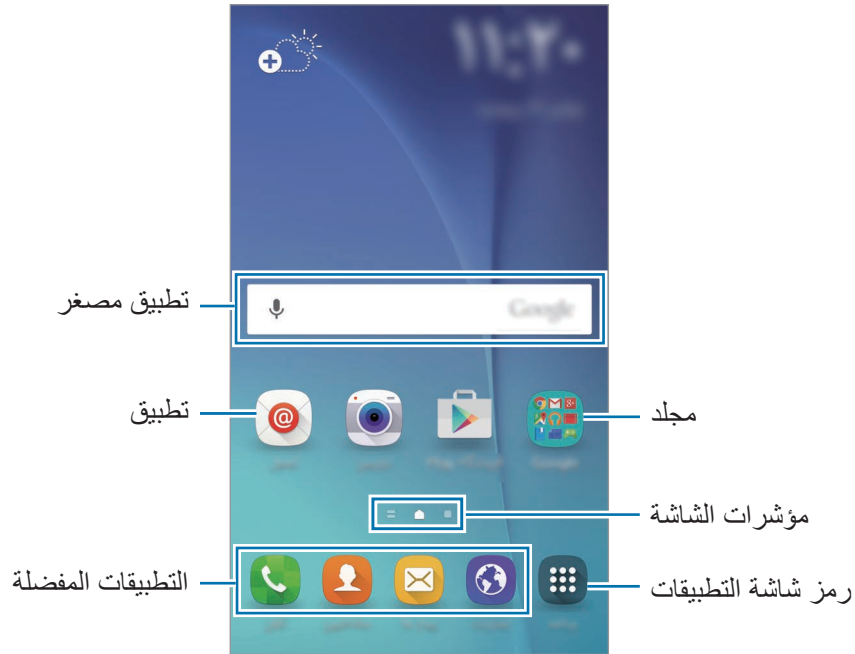 ١١:٢٠
تطبيق مصغر
Google
تطبيق
مجلد
مؤشرات الشاشة
التطبيقات المفضلة
رمز شاشة التطبيقات